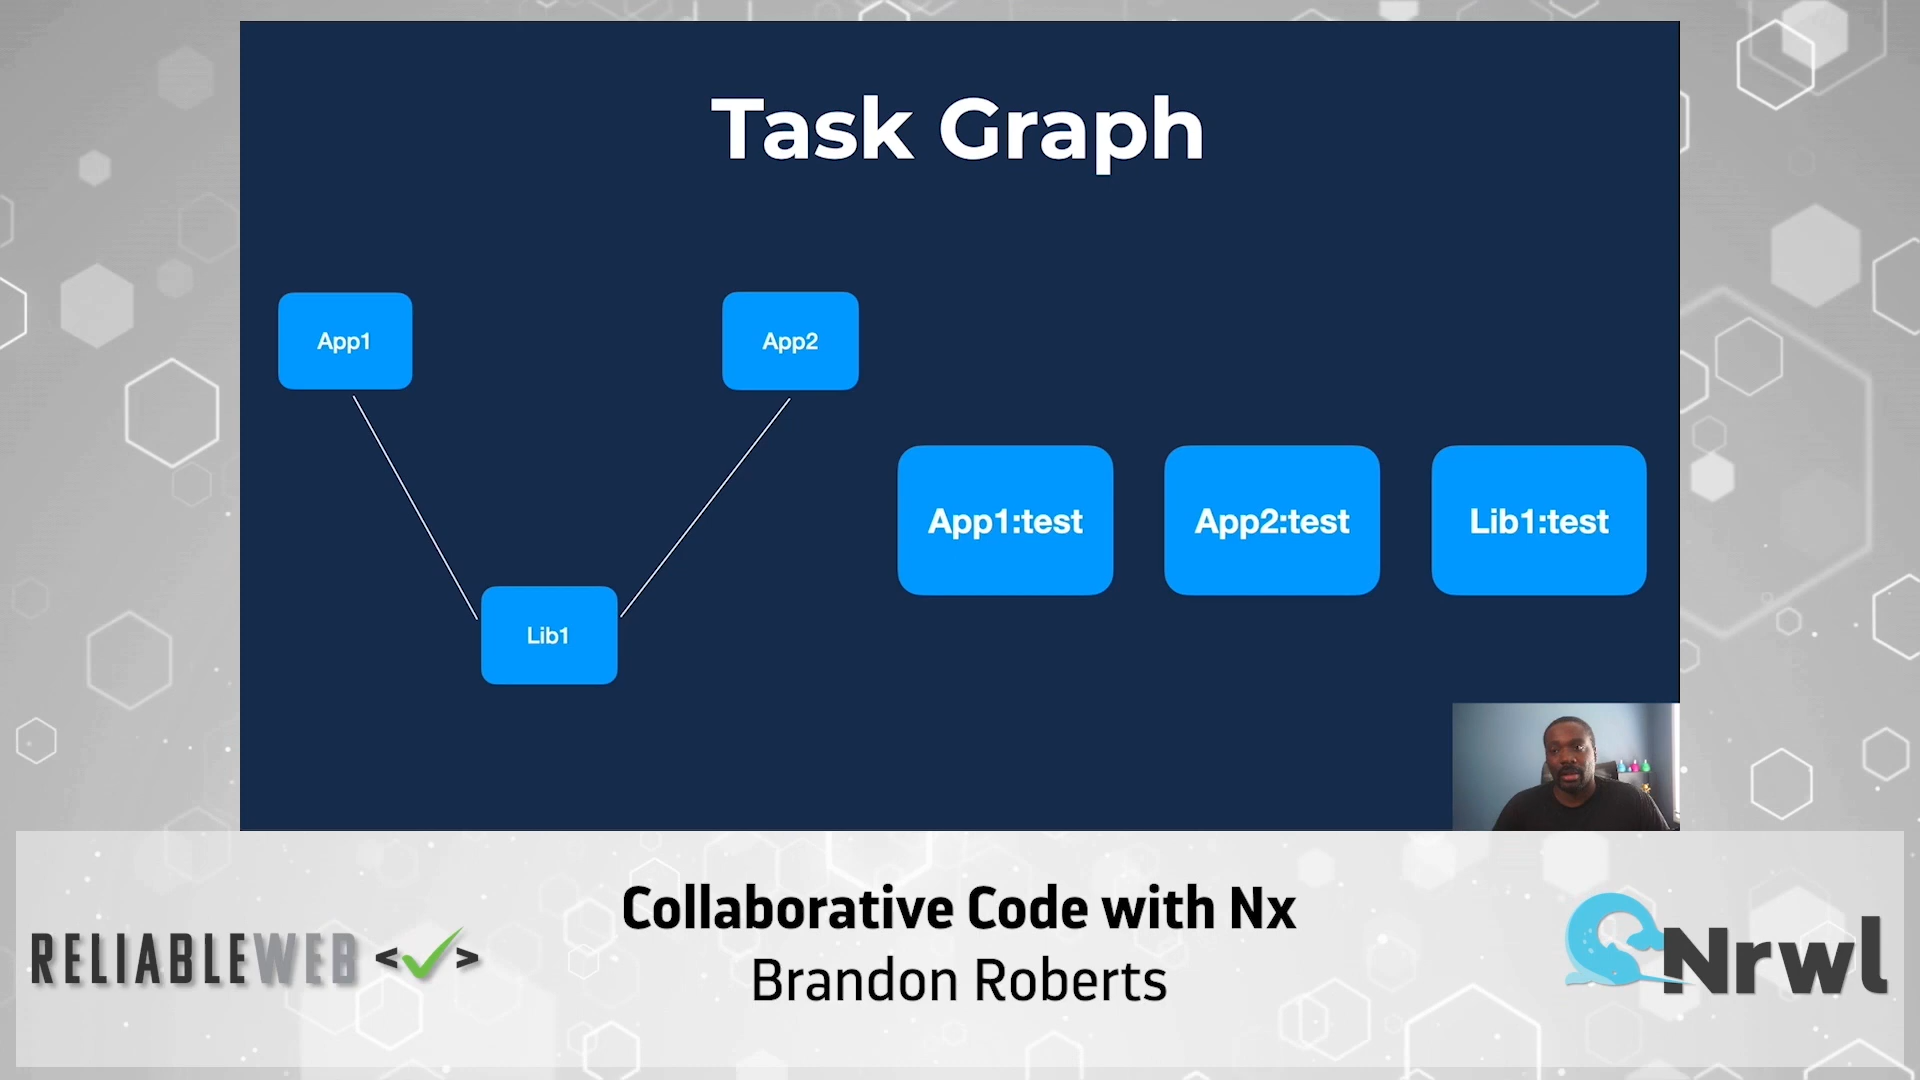 Task Graph
App1
App2
App1:test
App2:test
Lib1:test
Lib1
Collaborative Code with Nx
RELIABLEWEB <✓>
Brandon Roberts
Nrwl